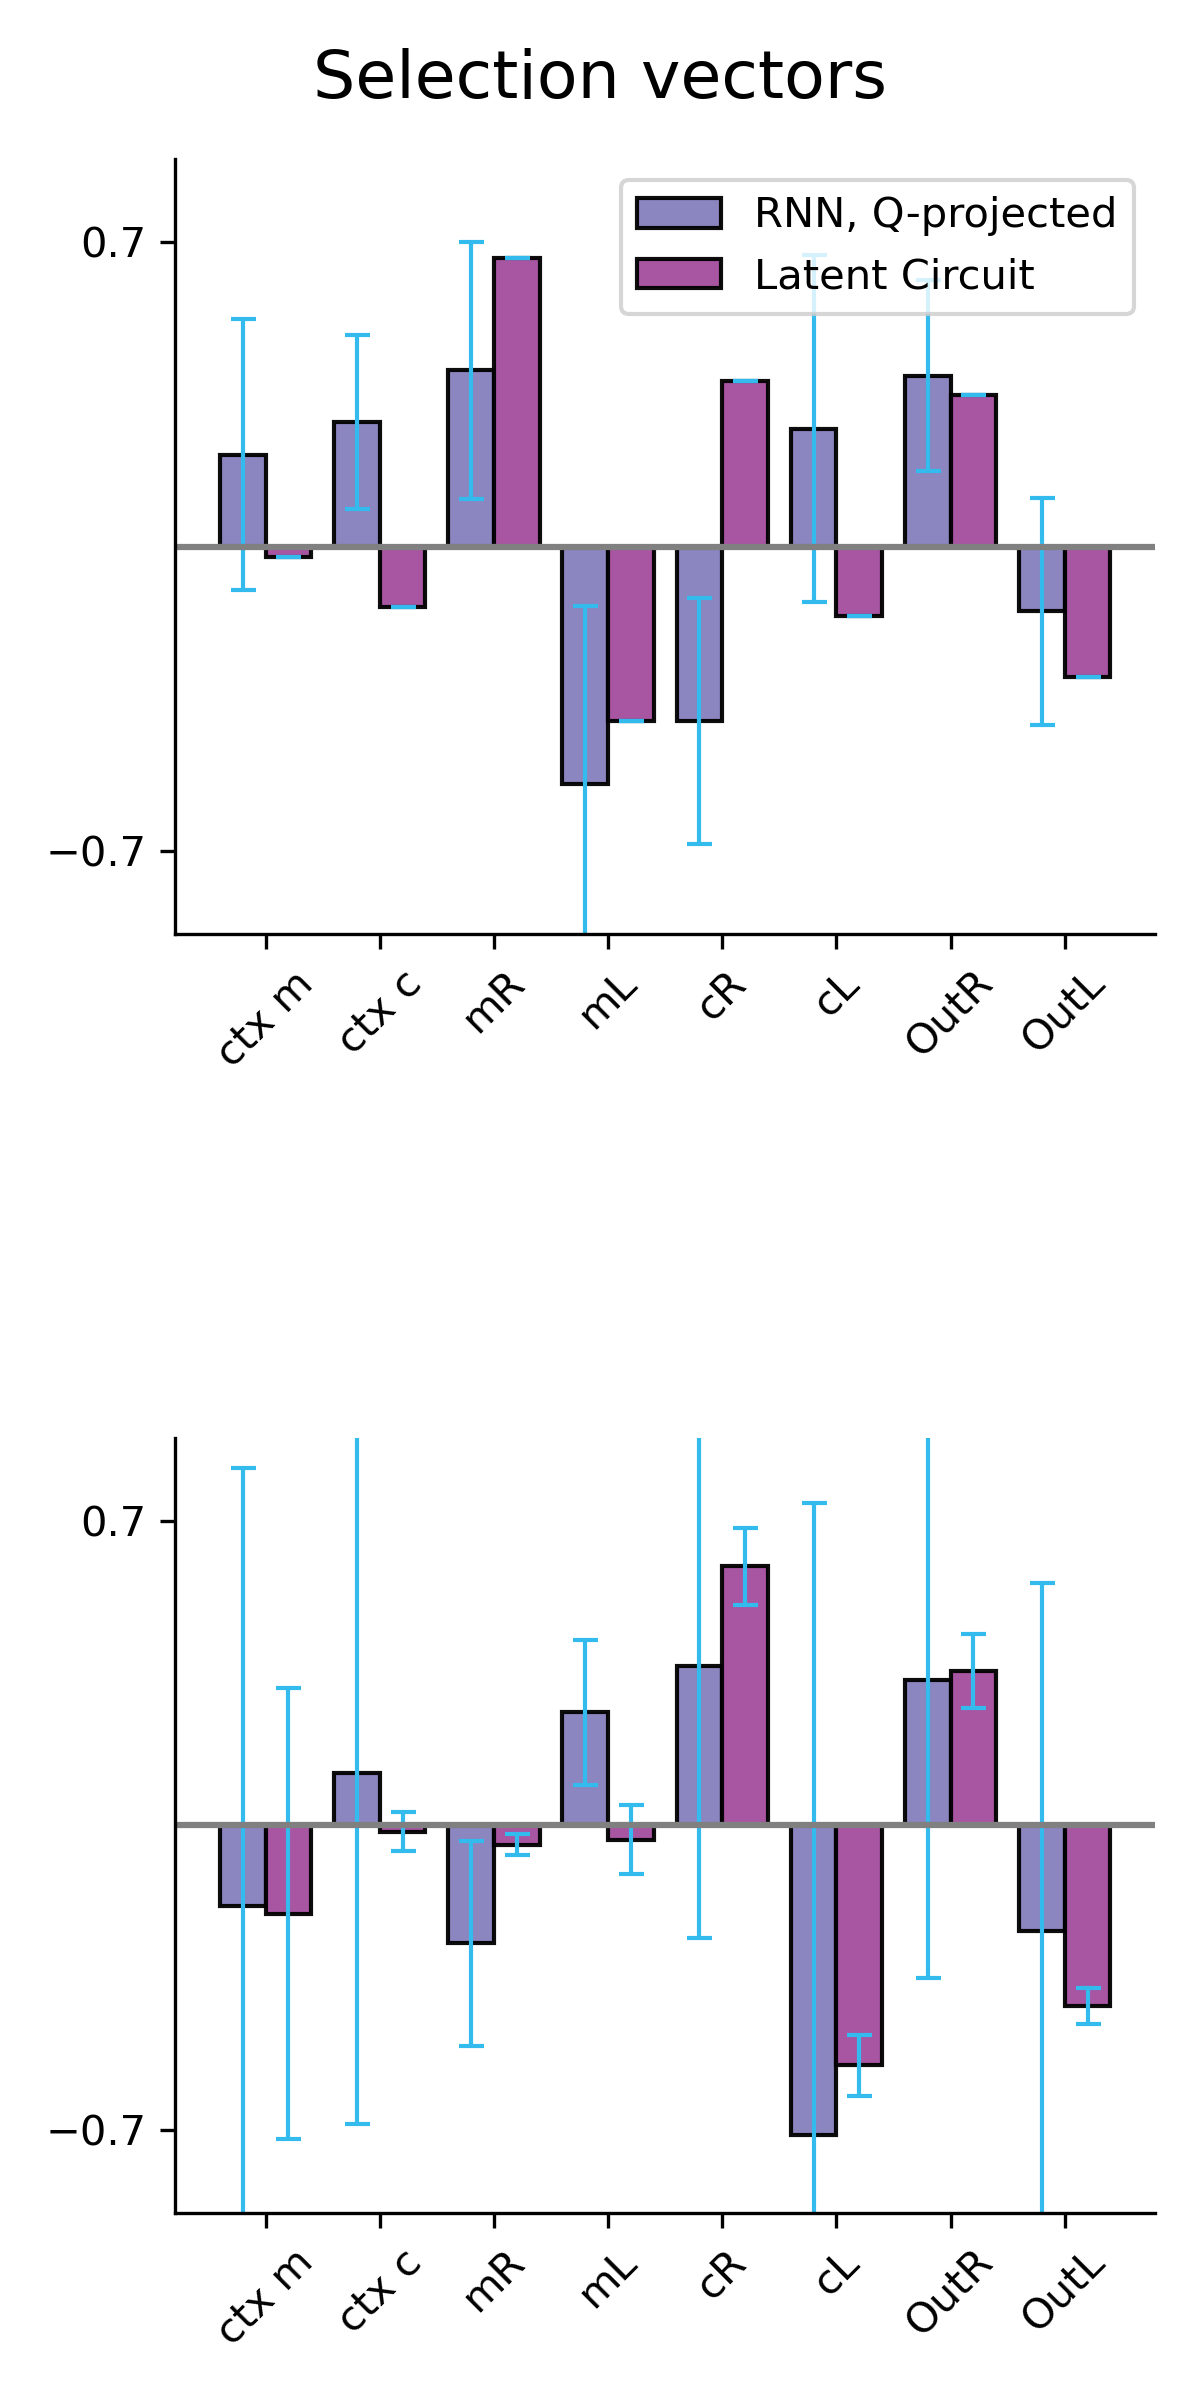 Selection vectors
RNN, Q-projected
Latent Circuit
0.7
−0.7
ctx m
ctx c
mR
mL
cR
cL
OutR
OutL
0.7
−0.7
ctx m
ctx c
mR
mL
cR
cL
OutR
OutL